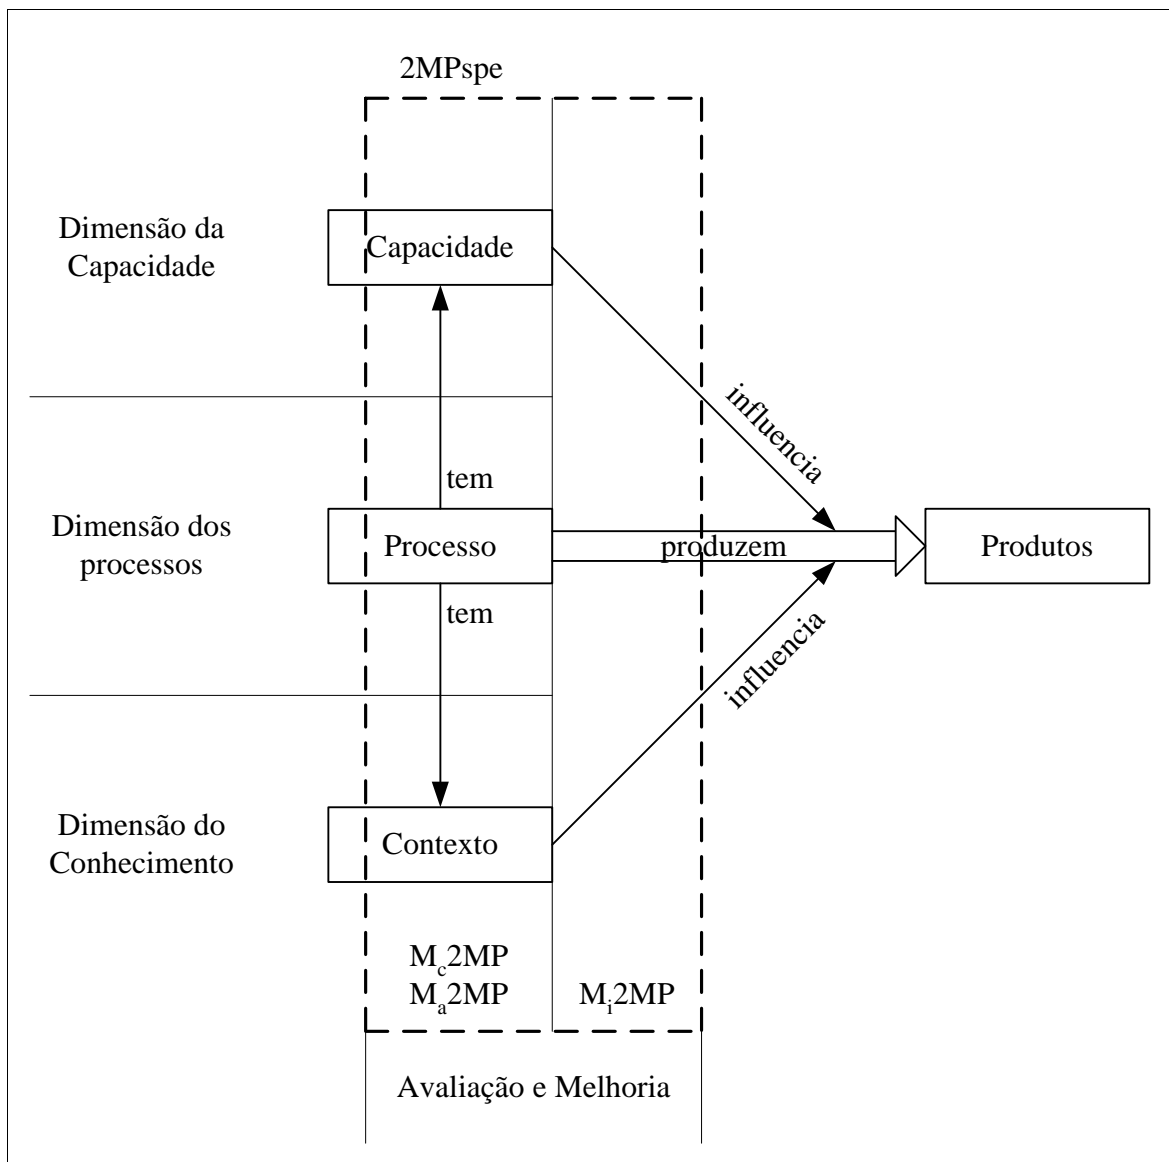 2MPspe
Dimensão da
Capacidade
Capacidade
influencia
tem
Dimensão dos
processos
Processo
produzem
Produtos
tem
influencia
Dimensão do
Conhecimento
Contexto
Mc2MP
Ma2MP
Mi2MP
Avaliação e Melhoria